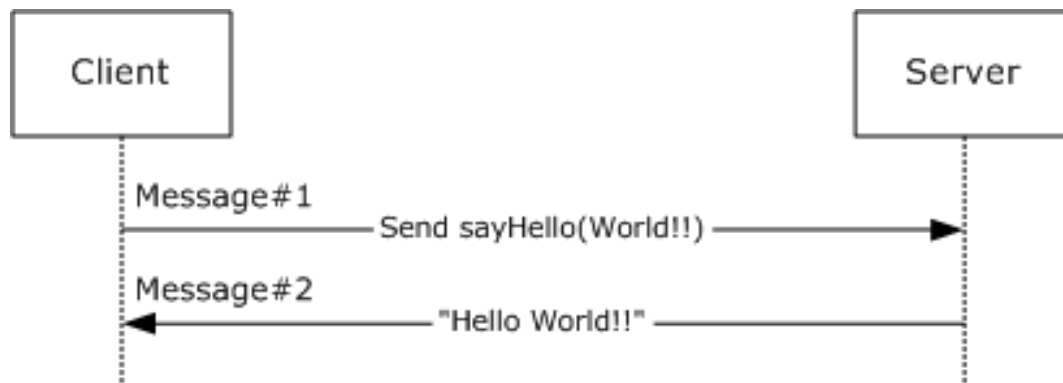 Client
Server
Message#1
Send sayHello(World!!)
Message#2
"Hello World!!"